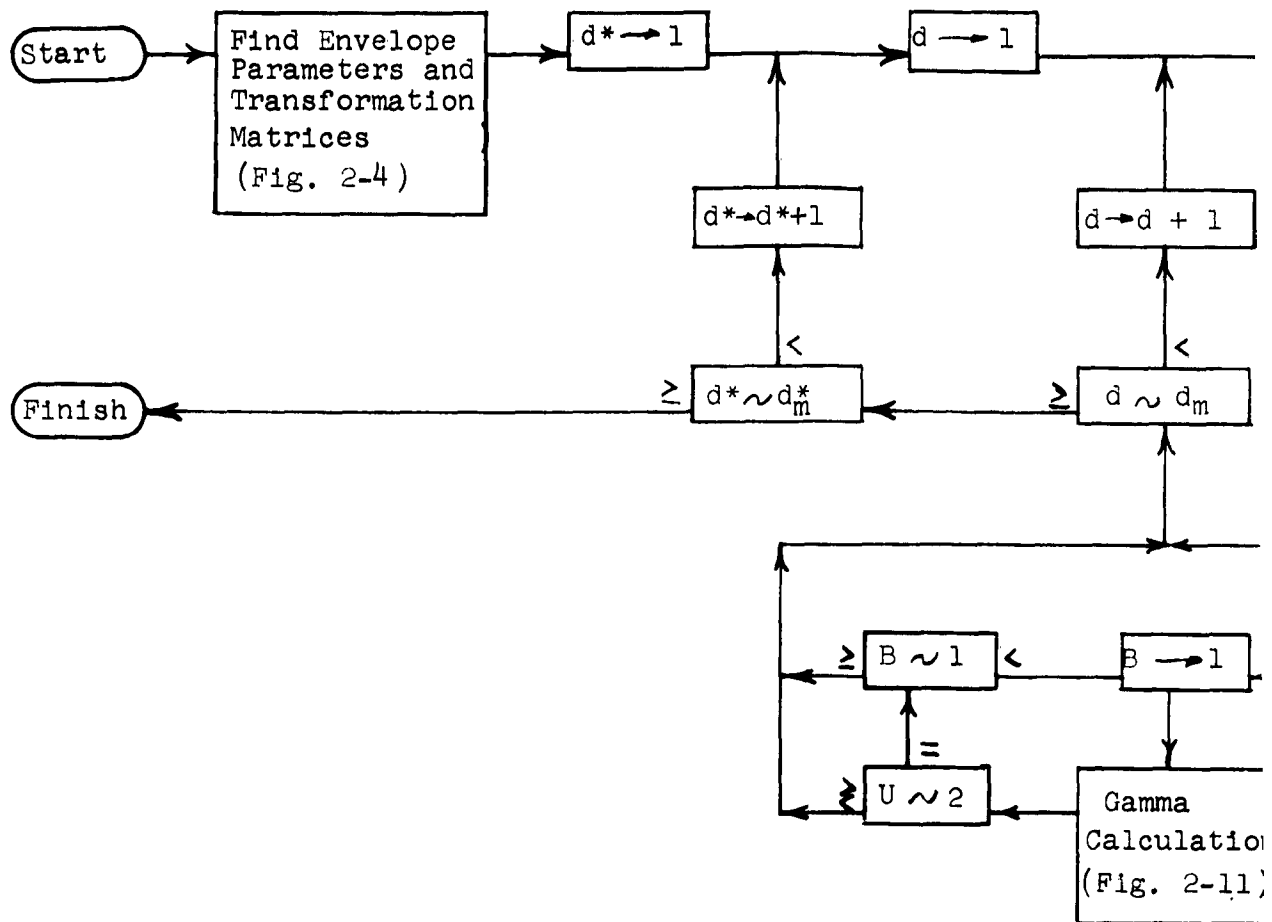 Start
Find Envelope
Parameters and
Transformation
Matrices
(Fig. 2-4)
d* → 1
d → 1
d*→d*+1
d→d + 1
<
<
Finish
≥
d* ~ d*m
≥
d ~ dm
≥
B ~ 1
<
B → 1
=
≷
U ~ 2
Gamma
Calculation
(Fig. 2-11)